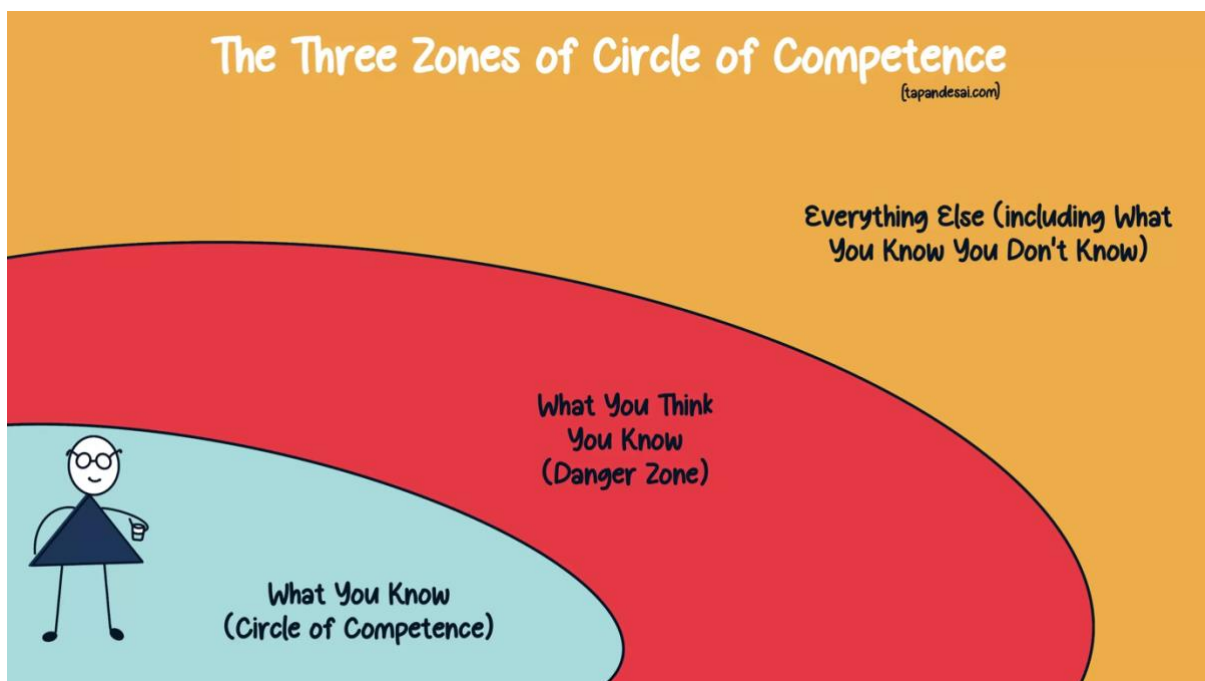 The Three Zones of Circle of Competence
(tapandesai.com)
Everything Else (including What
You Know You Don't Know)
What You Think
You Know
(Danger Zone)
What You Know
(Circle of Competence)